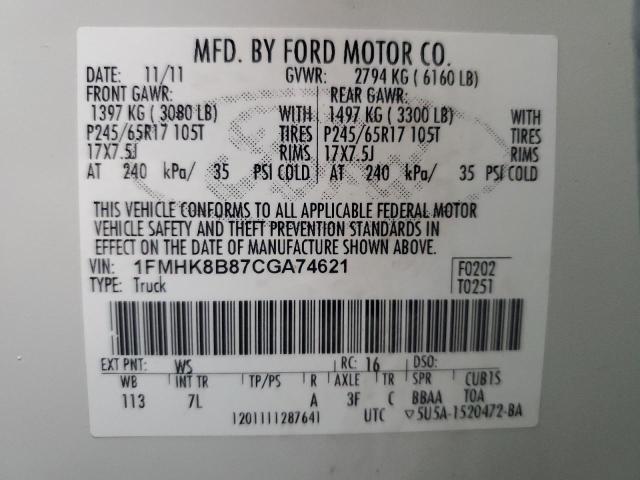 MFD. BY FORD MOTOR CO.
DATE: 11/11 GVWR: 2794 KG ( 6160 LB)
FRONT GAWR: REAR GAWR:
1397 KG ( 3080 LB) WITH 1497 KG ( 3300 LB) WITH
P245/65R17 105T TIRES P245/65R17 105T TIRES
17X7.5J RIMS 17X7.5J RIMS
AT 240 kPa/ 35 PSI COLD AT 240 kPa/ 35 PSI COLD
THIS VEHICLE CONFORMS TO ALL APPLICABLE FEDERAL MOTOR
VEHICLE SAFETY AND THEFT PREVENTION STANDARDS IN
EFFECT ON THE DATE OF MANUFACTURE SHOWN ABOVE.
VIN: 1FMHK8B87CGA74621 F0202
TYPE: Truck T0251
EXT PNT: WS RC: 16 DSO:
WB INT TR TP/PS R AXLE TR SPR CUB1S
113 7L A 3F C BBAA TOA
1201111287641 UTC ▽5U5A-1520472-BA